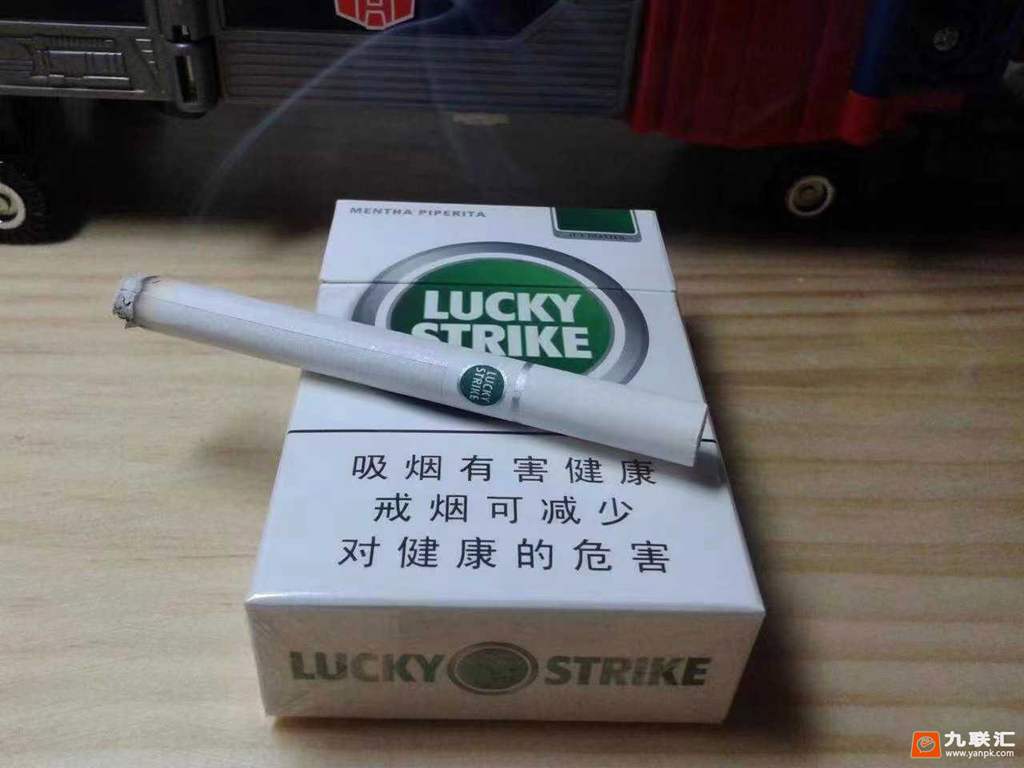 MENTHA PIPERITA
LUCKY
STRIKE
LUCKY
STRIKE
吸烟有害健康
戒烟可减少
对健康的危害
LUCKY STRIKE
九联汇
www.yanpk.com